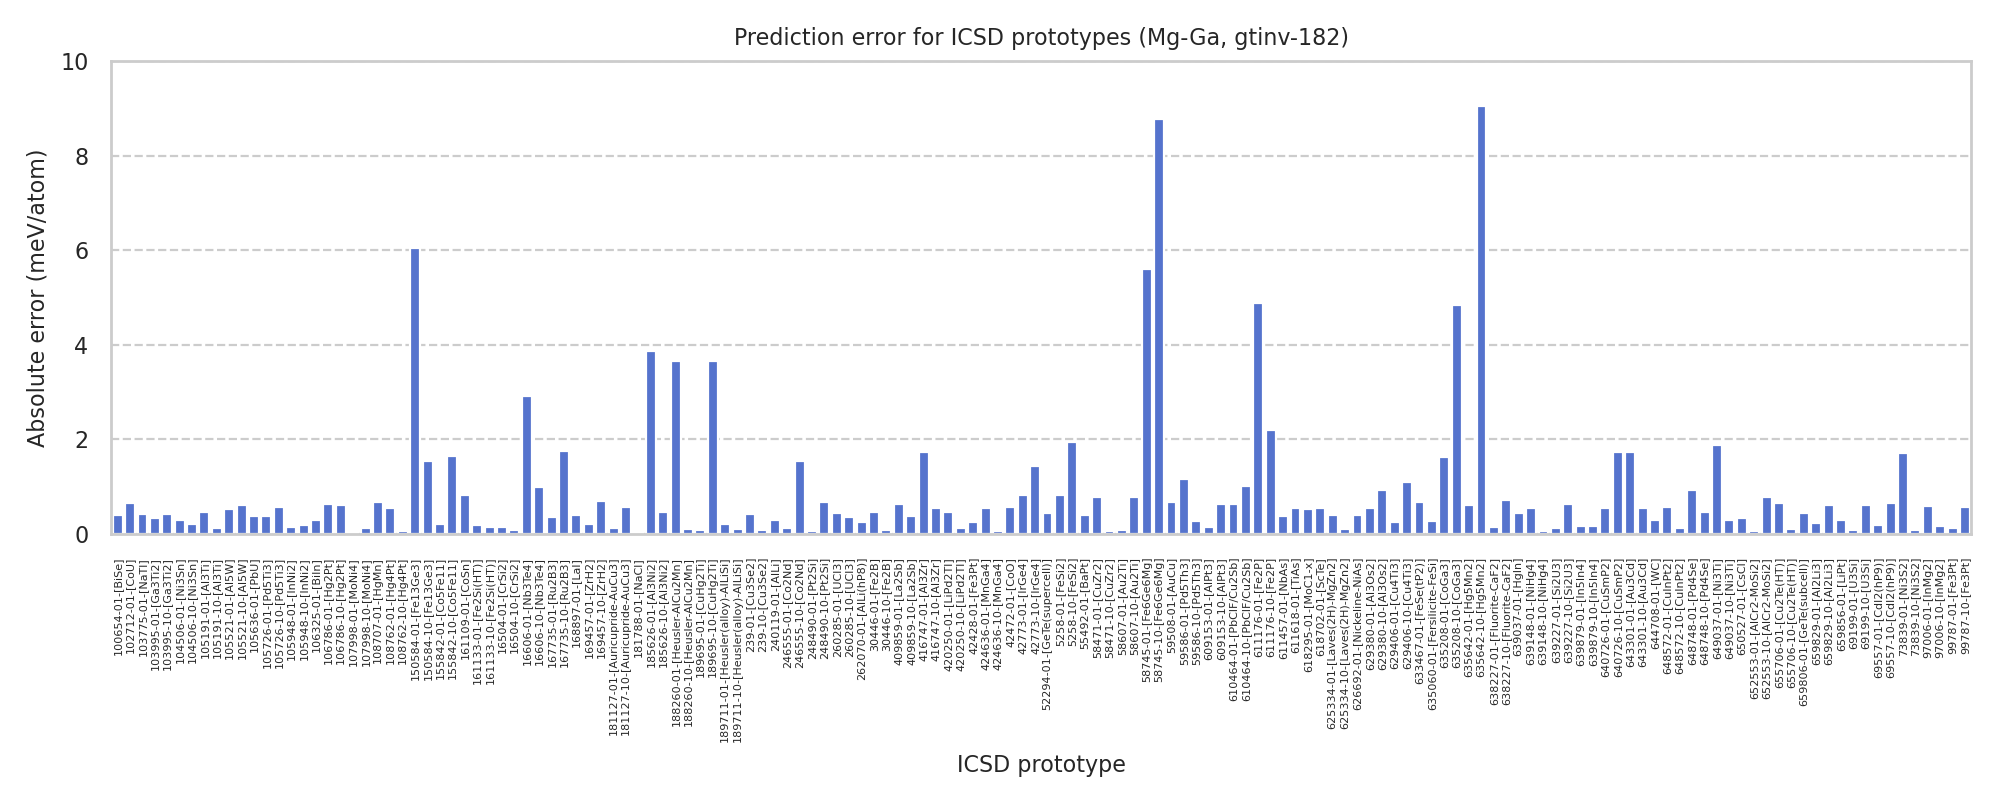 Prediction error for ICSD prototypes (Mg-Ga, gtinv-182)
Absolute error (meV/atom)
10
8
6
4
2
0
100654-01-[BiSe]
102712-01-[CoU]
103775-01-[NaTl]
103995-01-[Ga3Ti2]
103995-10-[Ga3Ti2]
104506-01-[Ni3Sn]
104506-10-[Ni3Sn]
105191-01-[Al3Ti]
105191-10-[Al3Ti]
105521-01-[Al5W]
105521-10-[Al5W]
105636-01-[PbU]
105726-01-[Pd5Ti3]
105726-10-[Pd5Ti3]
105948-01-[InNi2]
105948-10-[InNi2]
106325-01-[BiIn]
106786-01-[Hg2Pt]
106786-10-[Hg2Pt]
107998-01-[MoNi4]
107998-10-[MoNi4]
108707-01-[HgMn]
108762-01-[Hg4Pt]
108762-10-[Hg4Pt]
150584-01-[Fe13Ge3]
150584-10-[Fe13Ge3]
155842-01-[Co5Fe11]
155842-10-[Co5Fe11]
161109-01-[CoSn]
161133-01-[Fe2Si(HT)]
161133-10-[Fe2Si(HT)]
16504-01-[CrSi2]
16504-10-[CrSi2]
16606-01-[Nb3Te4]
16606-10-[Nb3Te4]
167735-01-[Ru2B3]
167735-10-[Ru2B3]
168897-01-[LaI]
169457-01-[ZrH2]
169457-10-[ZrH2]
181127-01-[Auricupride-AuCu3]
181127-10-[Auricupride-AuCu3]
181788-01-[NaCl]
185626-01-[Al3Ni2]
185626-10-[Al3Ni2]
188260-01-[Heusler-AlCu2Mn]
188260-10-[Heusler-AlCu2Mn]
189695-01-[CuHg2Ti]
189695-10-[CuHg2Ti]
189711-01-[Heusler(alloy)-AlLiSi]
189711-10-[Heusler(alloy)-AlLiSi]
239-01-[Cu3Se2]
239-10-[Cu3Se2]
240119-01-[AlLi]
246555-01-[Co2Nd]
246555-10-[Co2Nd]
248490-01-[Pt2Si]
248490-10-[Pt2Si]
260285-01-[UCl3]
260285-10-[UCl3]
262070-01-[AlLi(hP8)]
30446-01-[Fe2B]
30446-10-[Fe2B]
409859-01-[La2Sb]
409859-10-[La2Sb]
416747-01-[Al3Zr]
416747-10-[Al3Zr]
420250-01-[LiPd2Tl]
420250-10-[LiPd2Tl]
42428-01-[Fe3Pt]
424636-01-[MnGa4]
424636-10-[MnGa4]
42472-01-[CoO]
42773-01-[IrGe4]
42773-10-[IrGe4]
52294-01-[GeTe(supercell)]
5258-01-[FeSi2]
5258-10-[FeSi2]
55492-01-[BaPt]
58471-01-[CuZr2]
58471-10-[CuZr2]
58607-01-[Au2Ti]
58607-10-[Au2Ti]
58745-01-[Fe6Ge6Mg]
58745-10-[Fe6Ge6Mg]
59508-01-[AuCu]
59586-01-[Pd5Th3]
59586-10-[Pd5Th3]
609153-01-[AlPt3]
609153-10-[AlPt3]
610464-01-[PbClF/Cu2Sb]
610464-10-[PbClF/Cu2Sb]
611176-01-[Fe2P]
611176-10-[Fe2P]
611457-01-[NbAs]
611618-01-[TiAs]
618295-01-[MoC1-x]
618702-01-[ScTe]
625334-01-[Laves(2H)-MgZn2]
625334-10-[Laves(2H)-MgZn2]
626692-01-[Nickeline-NiAs]
629380-01-[Al3Os2]
629380-10-[Al3Os2]
629406-01-[Cu4Ti3]
629406-10-[Cu4Ti3]
633467-01-[FeSe(tP2)]
635060-01-[Fersilicite-FeSi]
635208-01-[CoGa3]
635208-10-[CoGa3]
635642-01-[Hg5Mn2]
635642-10-[Hg5Mn2]
638227-01-[Fluorite-CaF2]
638227-10-[Fluorite-CaF2]
639037-01-[HgIn]
639148-01-[NiHg4]
639148-10-[NiHg4]
639227-01-[Si2U3]
639227-10-[Si2U3]
639879-01-[In5In4]
639879-10-[In5In4]
640726-01-[CuSmP2]
640726-10-[CuSmP2]
643301-01-[Au3Cd]
643301-10-[Au3Cd]
644708-01-[WC]
648572-01-[CuInPt2]
648572-10-[CuInPt2]
648748-01-[Pd4Se]
648748-10-[Pd4Se]
649037-01-[Ni3Ti]
649037-10-[Ni3Ti]
650527-01-[CsCl]
652553-01-[AlCr2-MoSi2]
652553-10-[AlCr2-MoSi2]
655706-01-[Cu2Te(HT)]
655706-10-[Cu2Te(HT)]
659806-01-[GeTe(subcell)]
659829-01-[Al2Li3]
659829-10-[Al2Li3]
659856-01-[LiPt]
69199-01-[U3Si]
69199-10-[U3Si]
69557-01-[CdI2(hP9)]
69557-10-[CdI2(hP9)]
73839-01-[Ni3S2]
73839-10-[Ni3S2]
97006-01-[InMg2]
97006-10-[InMg2]
99787-01-[Fe3Pt]
99787-10-[Fe3Pt]
ICSD prototype